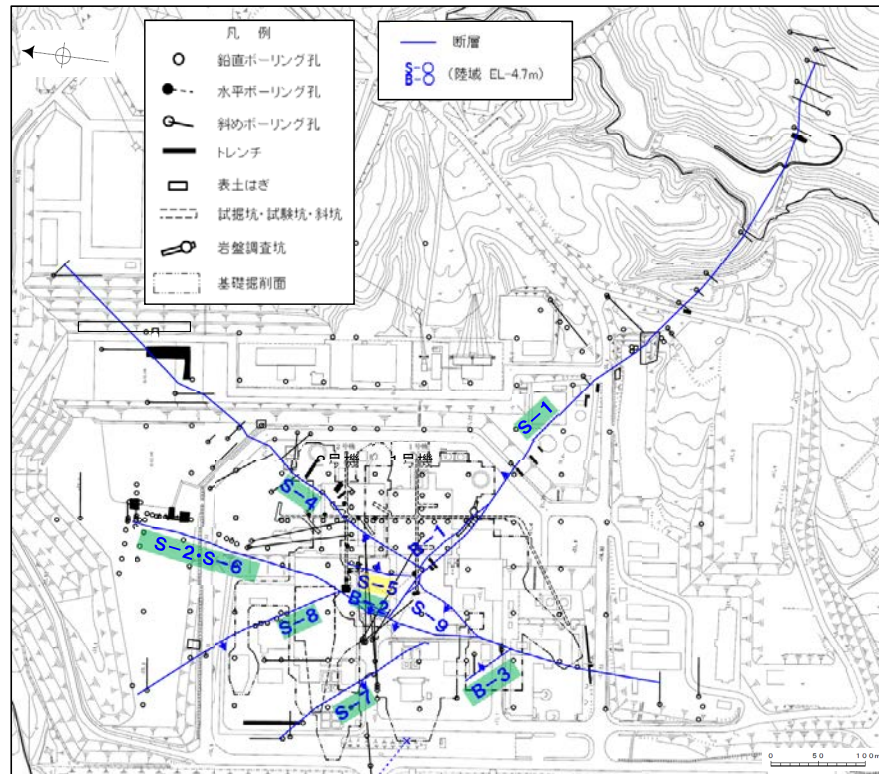 凡 例
鉛直ボーリング孔
水平ボーリング孔
斜めボーリング孔
トレンチ
表土はぎ
試掘坑・試験坑・斜坑
岩盤調査坑
基礎掘削面
断層
S-○
B-○
(陸域 EL-4.7m)
S-1
S-4
B-1
S-2・S-6
S-5
B-2
S-9
S-8
B-3
S-7
0 50 100m